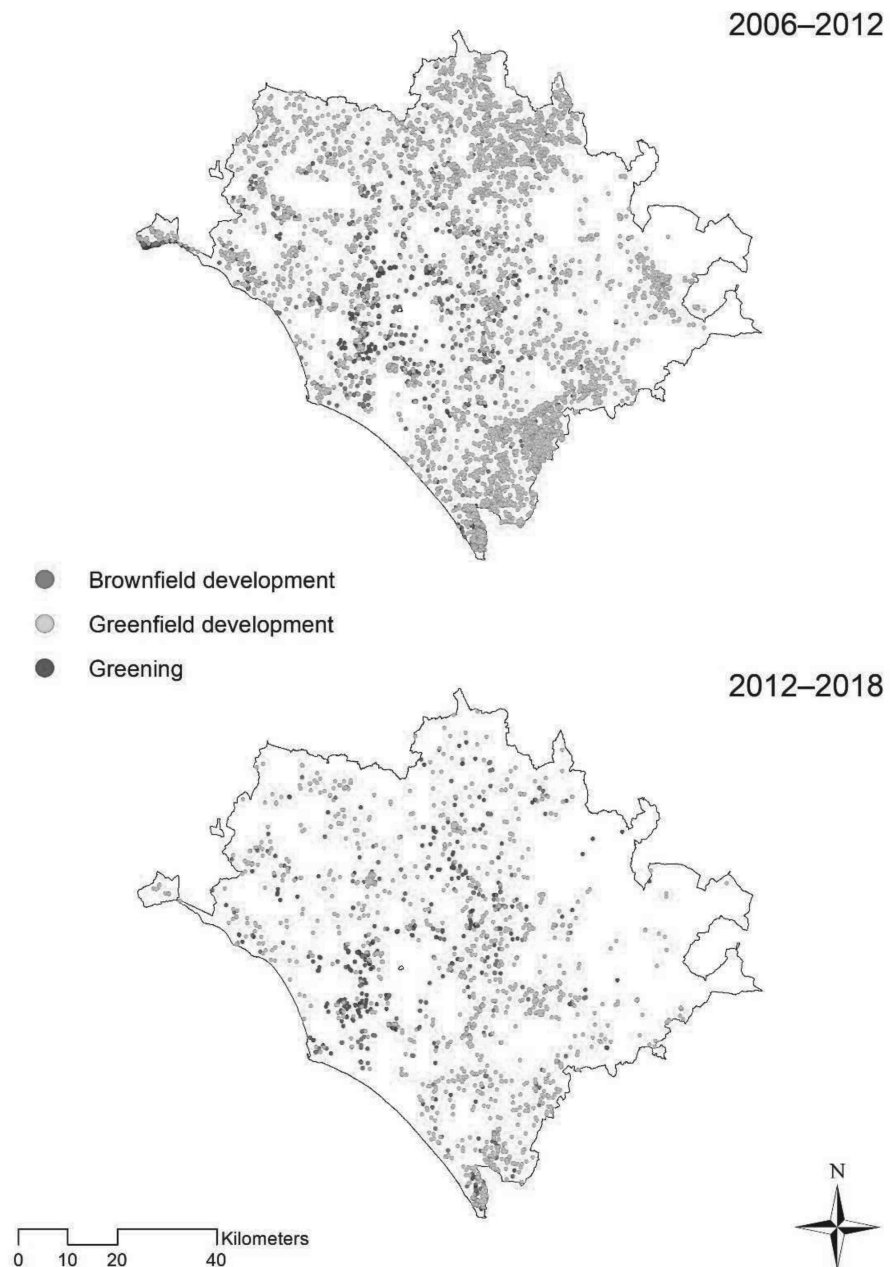 2006–2012
Brownfield development
Greenfield development
Greening
2012–2018
N
Kilometers
0 10 20 40